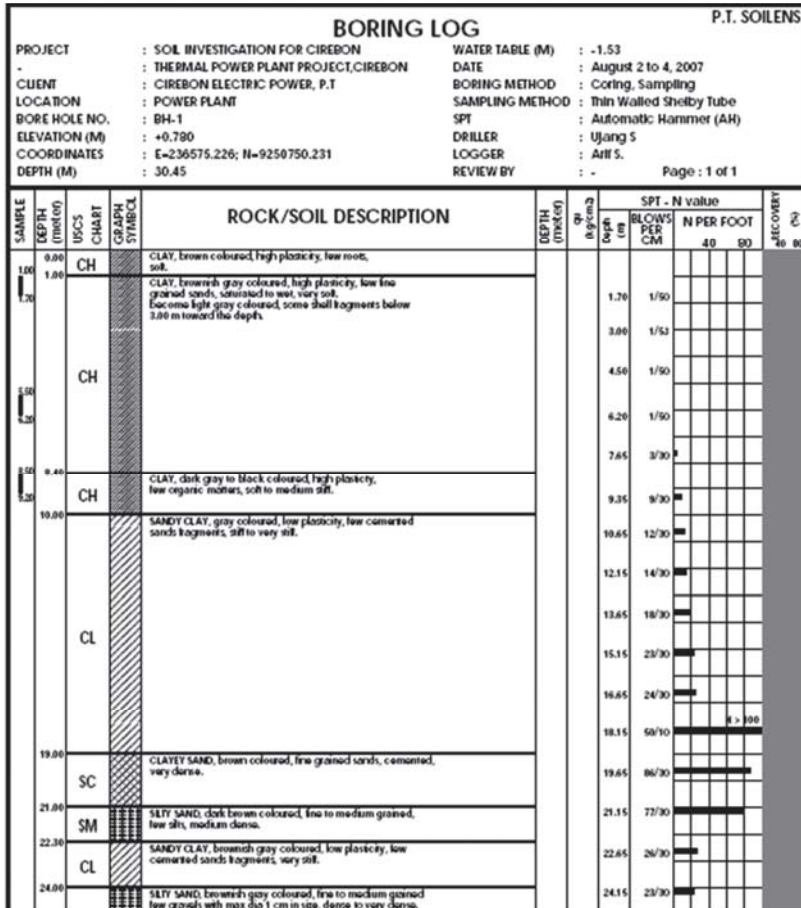 P.T. SOILENS
BORING LOG
PROJECT : SOIL INVESTIGATION FOR CIREBON
- : THERMAL POWER PLANT PROJECT,CIREBON
CLIENT : CIREBON ELECTRIC POWER, P.T
LOCATION : POWER PLANT
BORE HOLE NO. : BH-1
ELEVATION (M) : +0.780
COORDINATES : E=236575.226; N=9250750.231
DEPTH (M) : 30.45
WATER TABLE (M) : -1.53
DATE : August 2 to 4, 2007
BORING METHOD : Coring, Sampling
SAMPLING METHOD : Thin Walled Shelby Tube
SPT : Automatic Hammer (AH)
DRILLER : Ujang S
LOGGER : Arif S.
REVIEW BY : - Page : 1 of 1
SAMPLE
DEPTH (meter)
USCS CHART
GRAPH SYMBOL
ROCK/SOIL DESCRIPTION
DEPTH (meter)
qu (kg/cm2)
SPT - N value
Deph (m)
BLOWS PER CM
N PER FOOT
40 80
RECOVERY (%)
40 80
0.00
CH
CLAY, brown coloured, high plasticity, few roots,
soft.
1.00
1.70
1.00
CLAY, brownish gray coloured, high plasticity, few fine
grained sands, saturated to wet, very soft.
become light gray coloured, some shell fragments below
3.00 m toward the depth.
CH
5.50
6.20
8.50
9.20
CLAY, dark gray to black coloured, high plasticty,
few organic matters, soft to medium stiff.
CH
10.00
SANDY CLAY, gray coloured, low plasticity, few cemented
sands fragments, stiff to very stiff.
CL
19.00
CLAYEY SAND, brown coloured, fine grained sands, cemented,
very dense.
SC
21.00
SILTY SAND, dark brown coloured, fine to medium grained,
few silts, medium dense.
SM
22.30
SANDY CLAY, brownish gray coloured, low plasticity, few
cemented sands fragments, very stiff.
CL
24.00
SILTY SAND, brownish gray coloured, fine to medium grained
few gravels with max dia 1 cm in size, dense to very dense.
1.70 1/50
3.00 1/53
4.50 1/50
6.20 1/50
7.65 3/30
9.35 9/30
10.65 12/30
12.15 14/30
13.65 18/30
15.15 23/30
16.65 24/30
N > 100
18.15 50/10
19.65 86/30
21.15 77/30
22.65 26/30
24.15 23/30